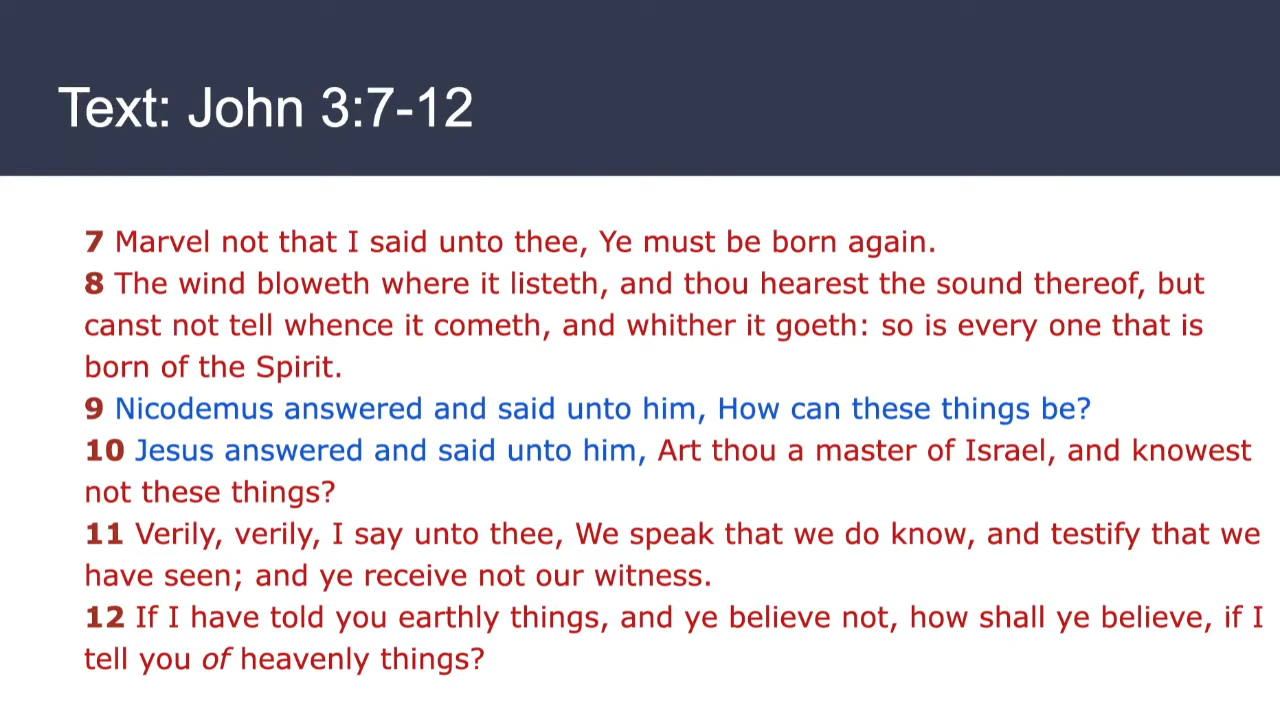 Text: John 3:7-12
7 Marvel not that I said unto thee, Ye must be born again.
8 The wind bloweth where it listeth, and thou hearest the sound thereof, but
canst not tell whence it cometh, and whither it goeth: so is every one that is
born of the Spirit.
9 Nicodemus answered and said unto him, How can these things be?
10 Jesus answered and said unto him, Art thou a master of Israel, and knowest
not these things?
11 Verily, verily, I say unto thee, We speak that we do know, and testify that we
have seen; and ye receive not our witness.
12 If I have told you earthly things, and ye believe not, how shall ye believe, if I
tell you of heavenly things?